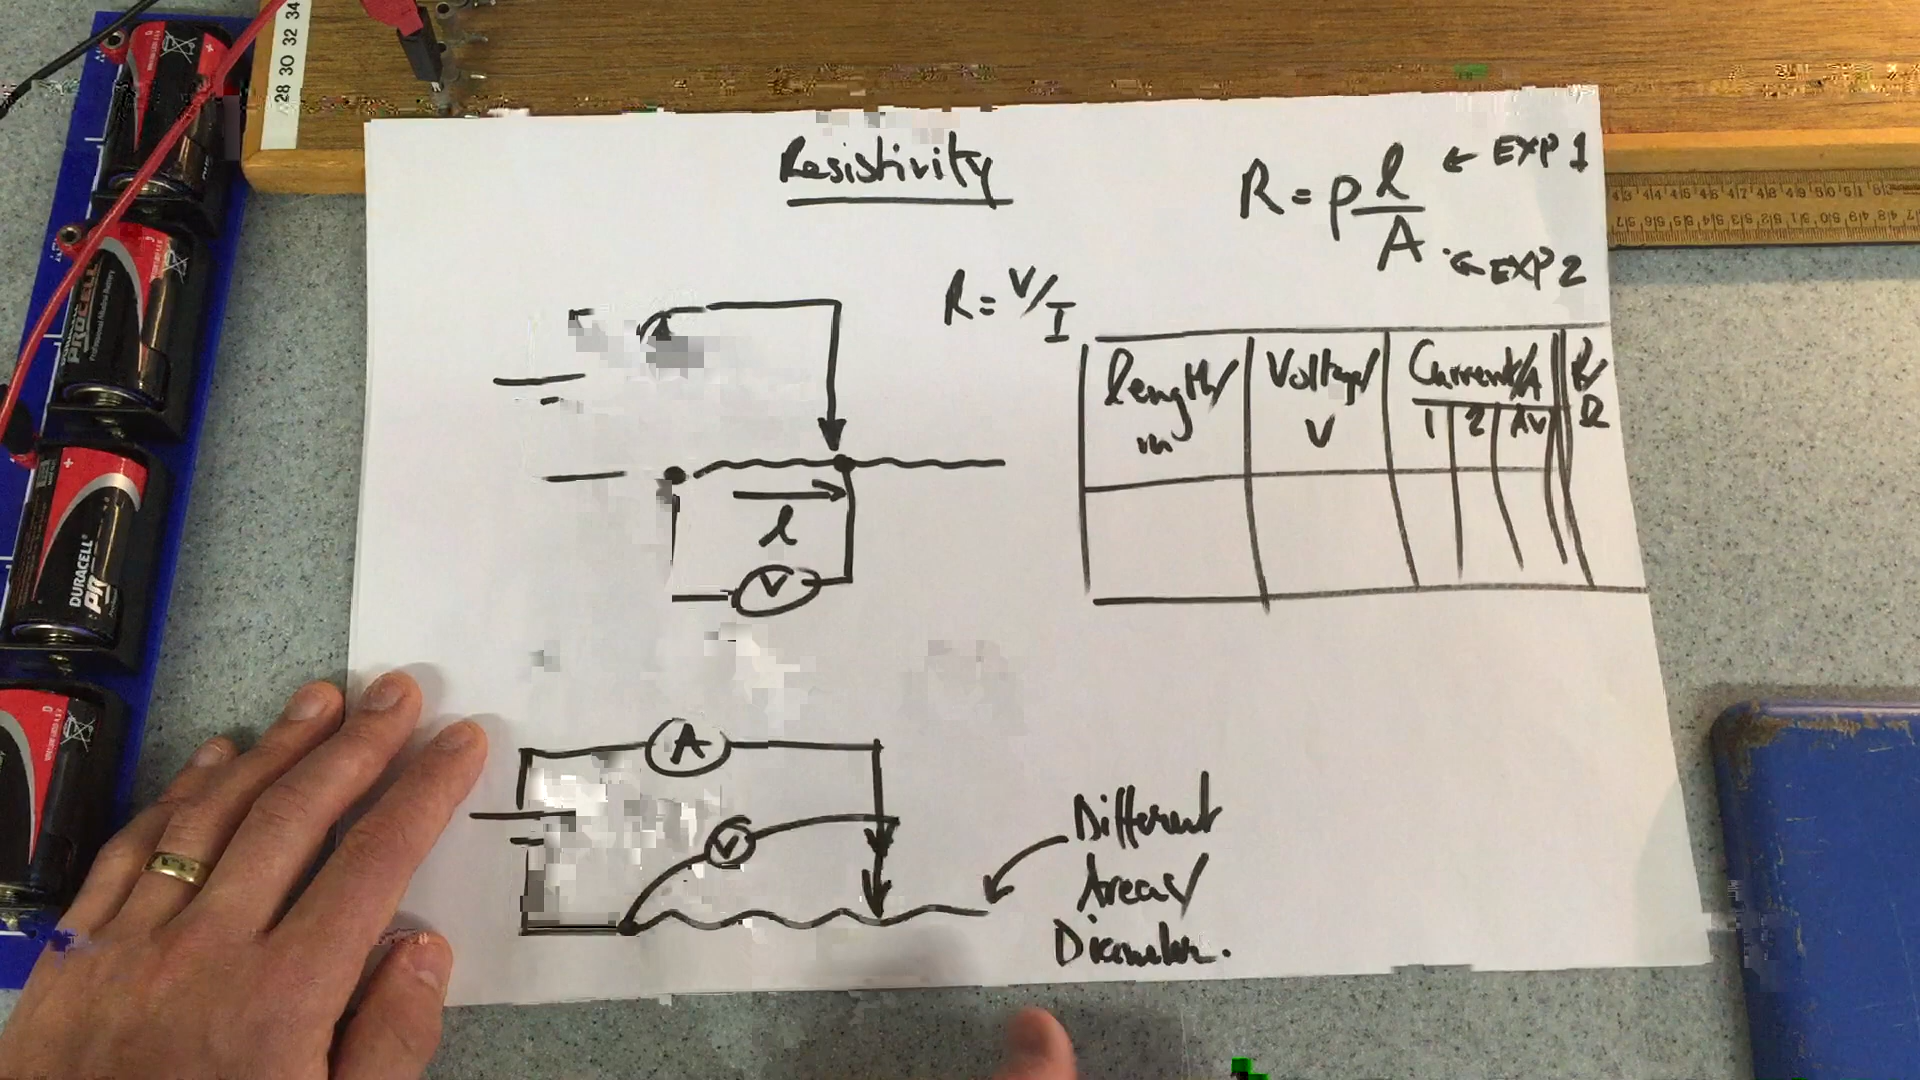 28 30 32 34
DURACELL
PROCELL
Resistivity
R = ρ l / A
← EXP 1
← EXP 2
R = V/I
length/ m
Voltage/ V
Current/A
1 2 Av
R/ Ω
l
V
A
V
Different
Areas/
Diameter.